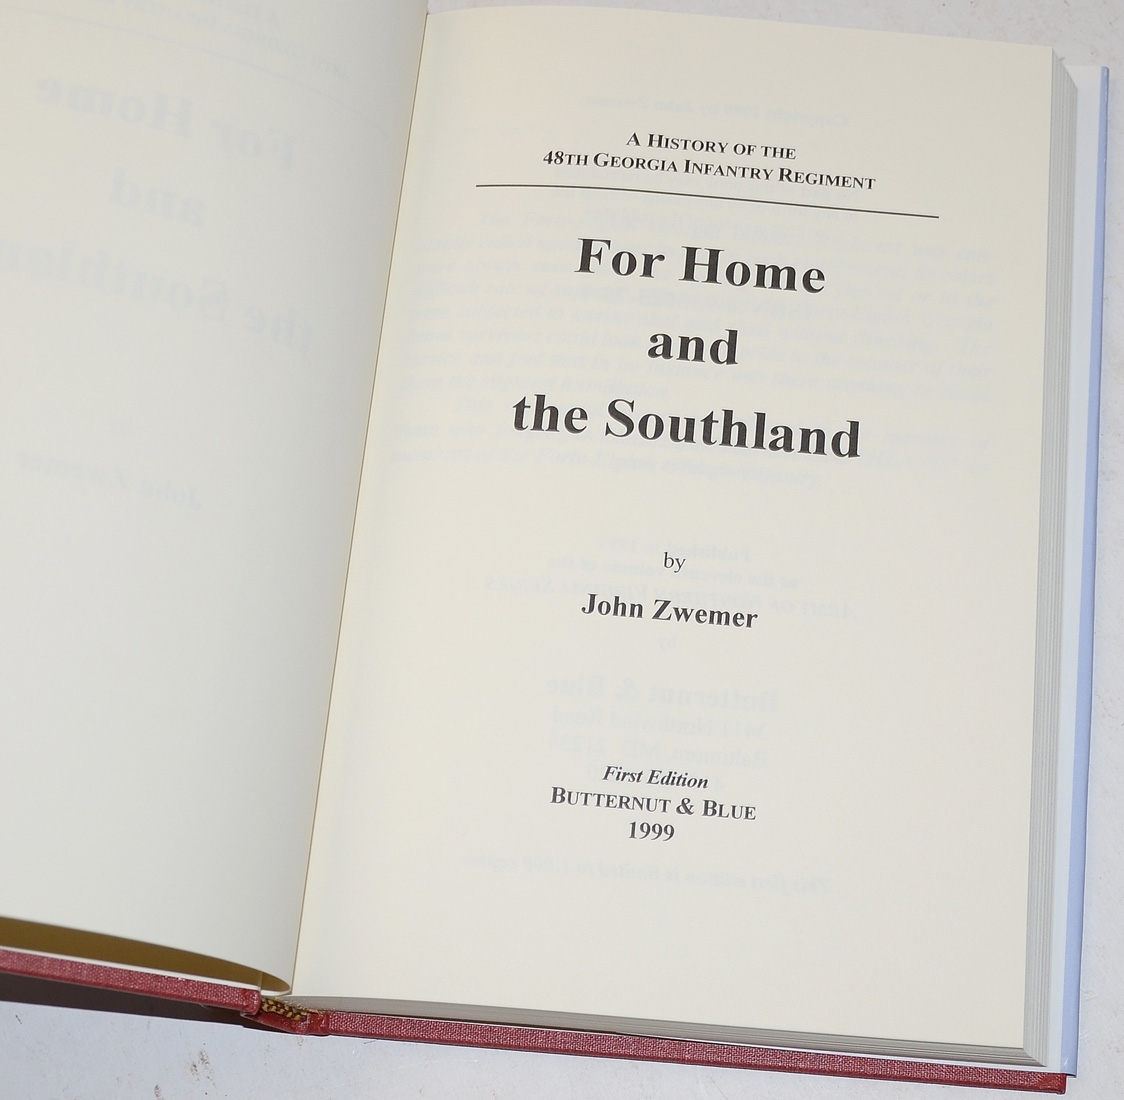 A HISTORY OF THE
48TH GEORGIA INFANTRY REGIMENT
For Home
and
the Southland
by
John Zwemer
First Edition
BUTTERNUT & BLUE
1999